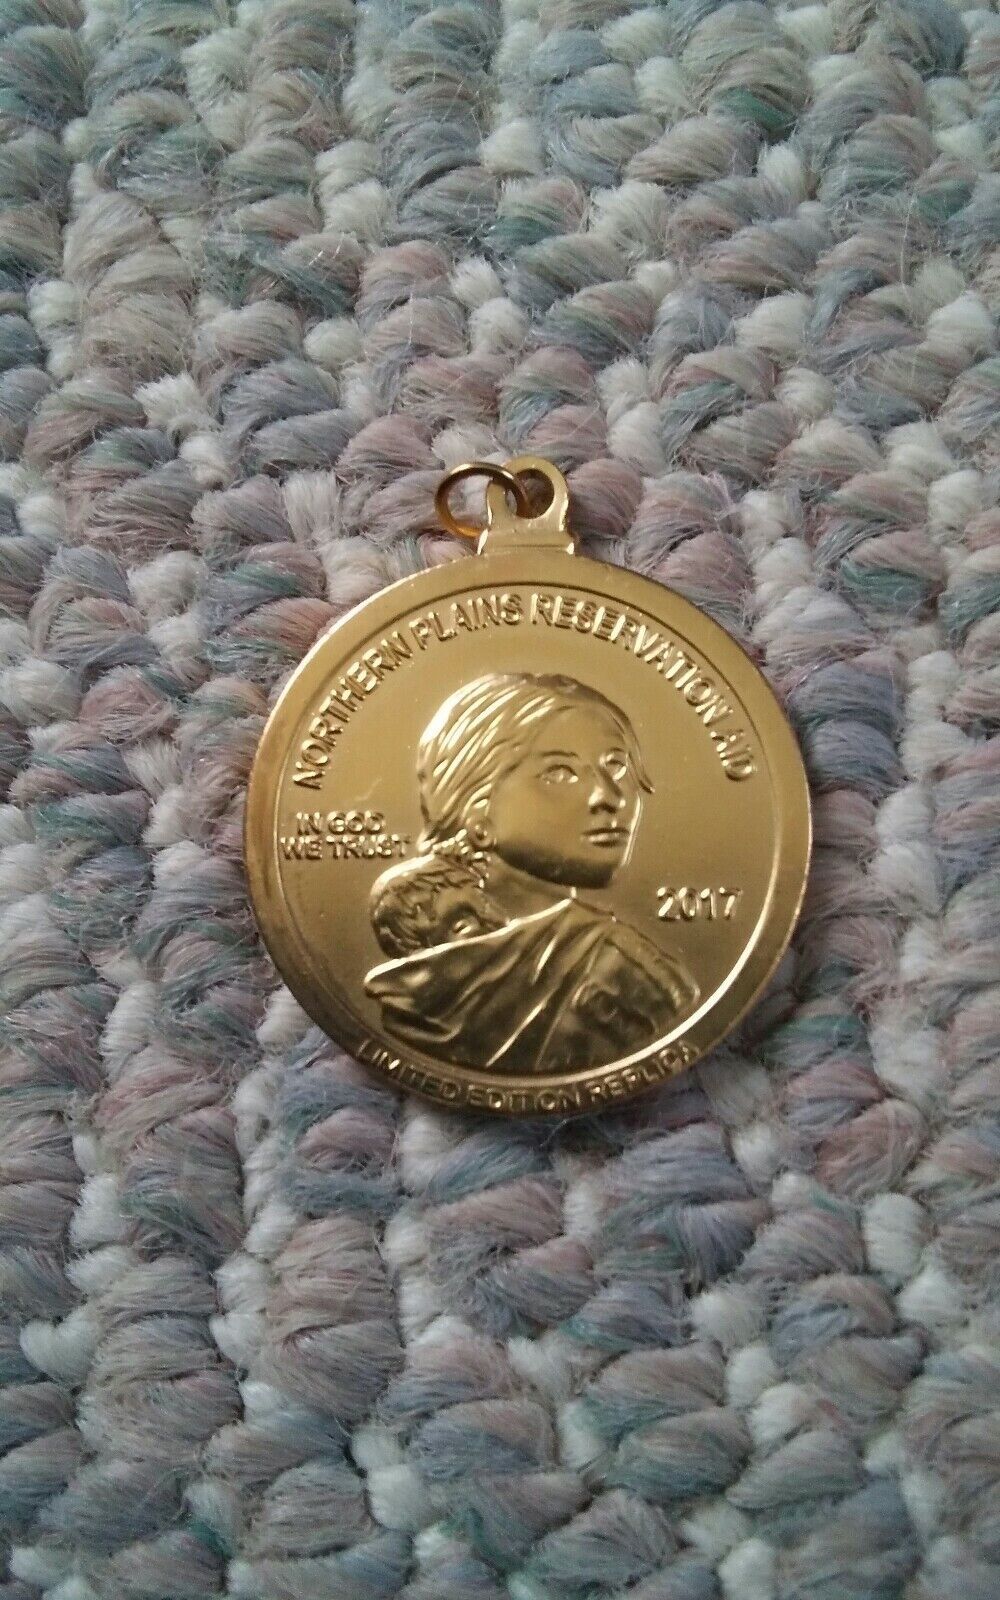 NORTHERN PLAINS RESERVATION AID
IN GOD
WE TRUST
2017
LIMITED EDITION REPLICA